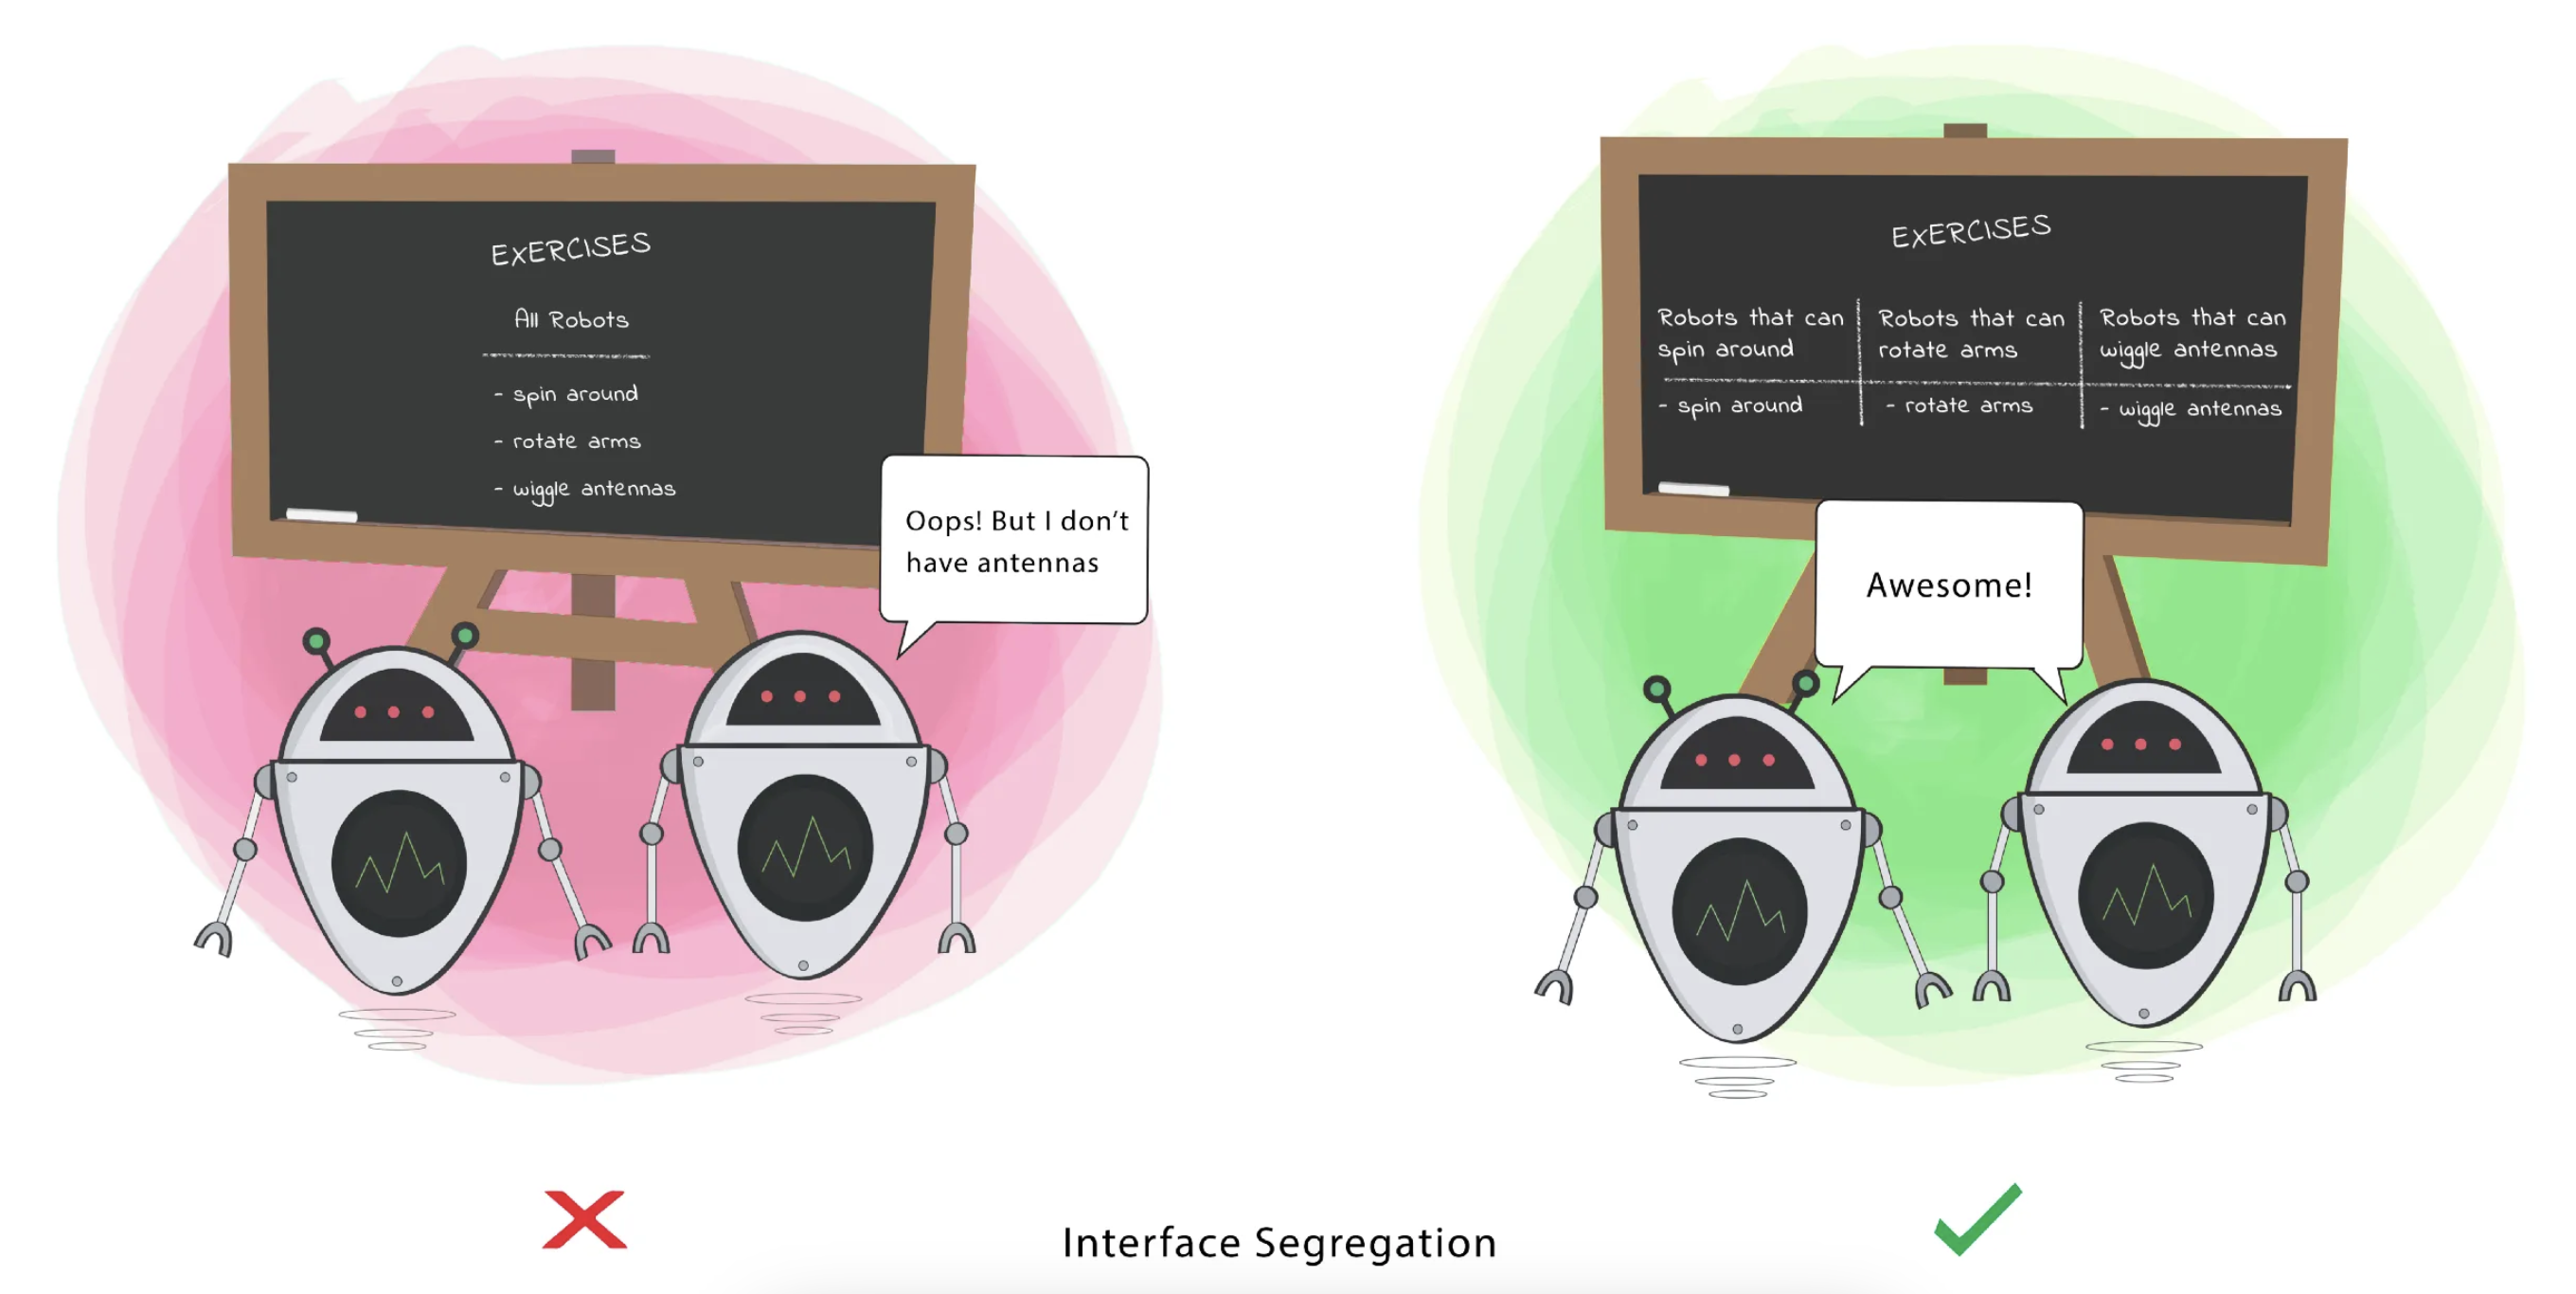 EXERCISES
All Robots
- spin around
- rotate arms
- wiggle antennas
Oops! But I don't
have antennas
EXERCISES
Robots that can
spin around
- spin around
Robots that can
rotate arms
- rotate arms
Robots that can
wiggle antennas
- wiggle antennas
Awesome!
Interface Segregation